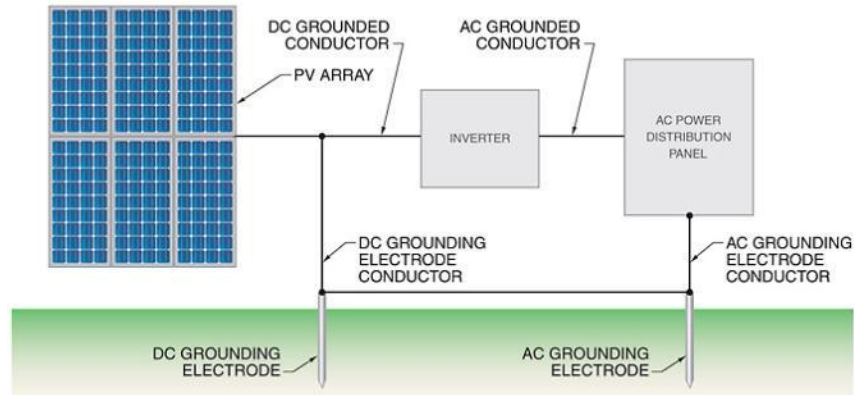 DC GROUNDED
CONDUCTOR
AC GROUNDED
CONDUCTOR
PV ARRAY
INVERTER
AC POWER
DISTRIBUTION
PANEL
DC GROUNDING
ELECTRODE
CONDUCTOR
AC GROUNDING
ELECTRODE
CONDUCTOR
DC GROUNDING
ELECTRODE
AC GROUNDING
ELECTRODE